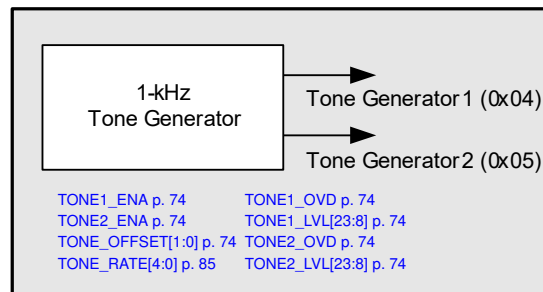 1-kHz
Tone Generator
Tone Generator 1 (0x04)
Tone Generator 2 (0x05)
TONE1_ENA p. 74 TONE1_OVD p. 74
TONE2_ENA p. 74 TONE1_LVL[23:8] p. 74
TONE_OFFSET[1:0] p. 74 TONE2_OVD p. 74
TONE_RATE[4:0] p. 85 TONE2_LVL[23:8] p. 74